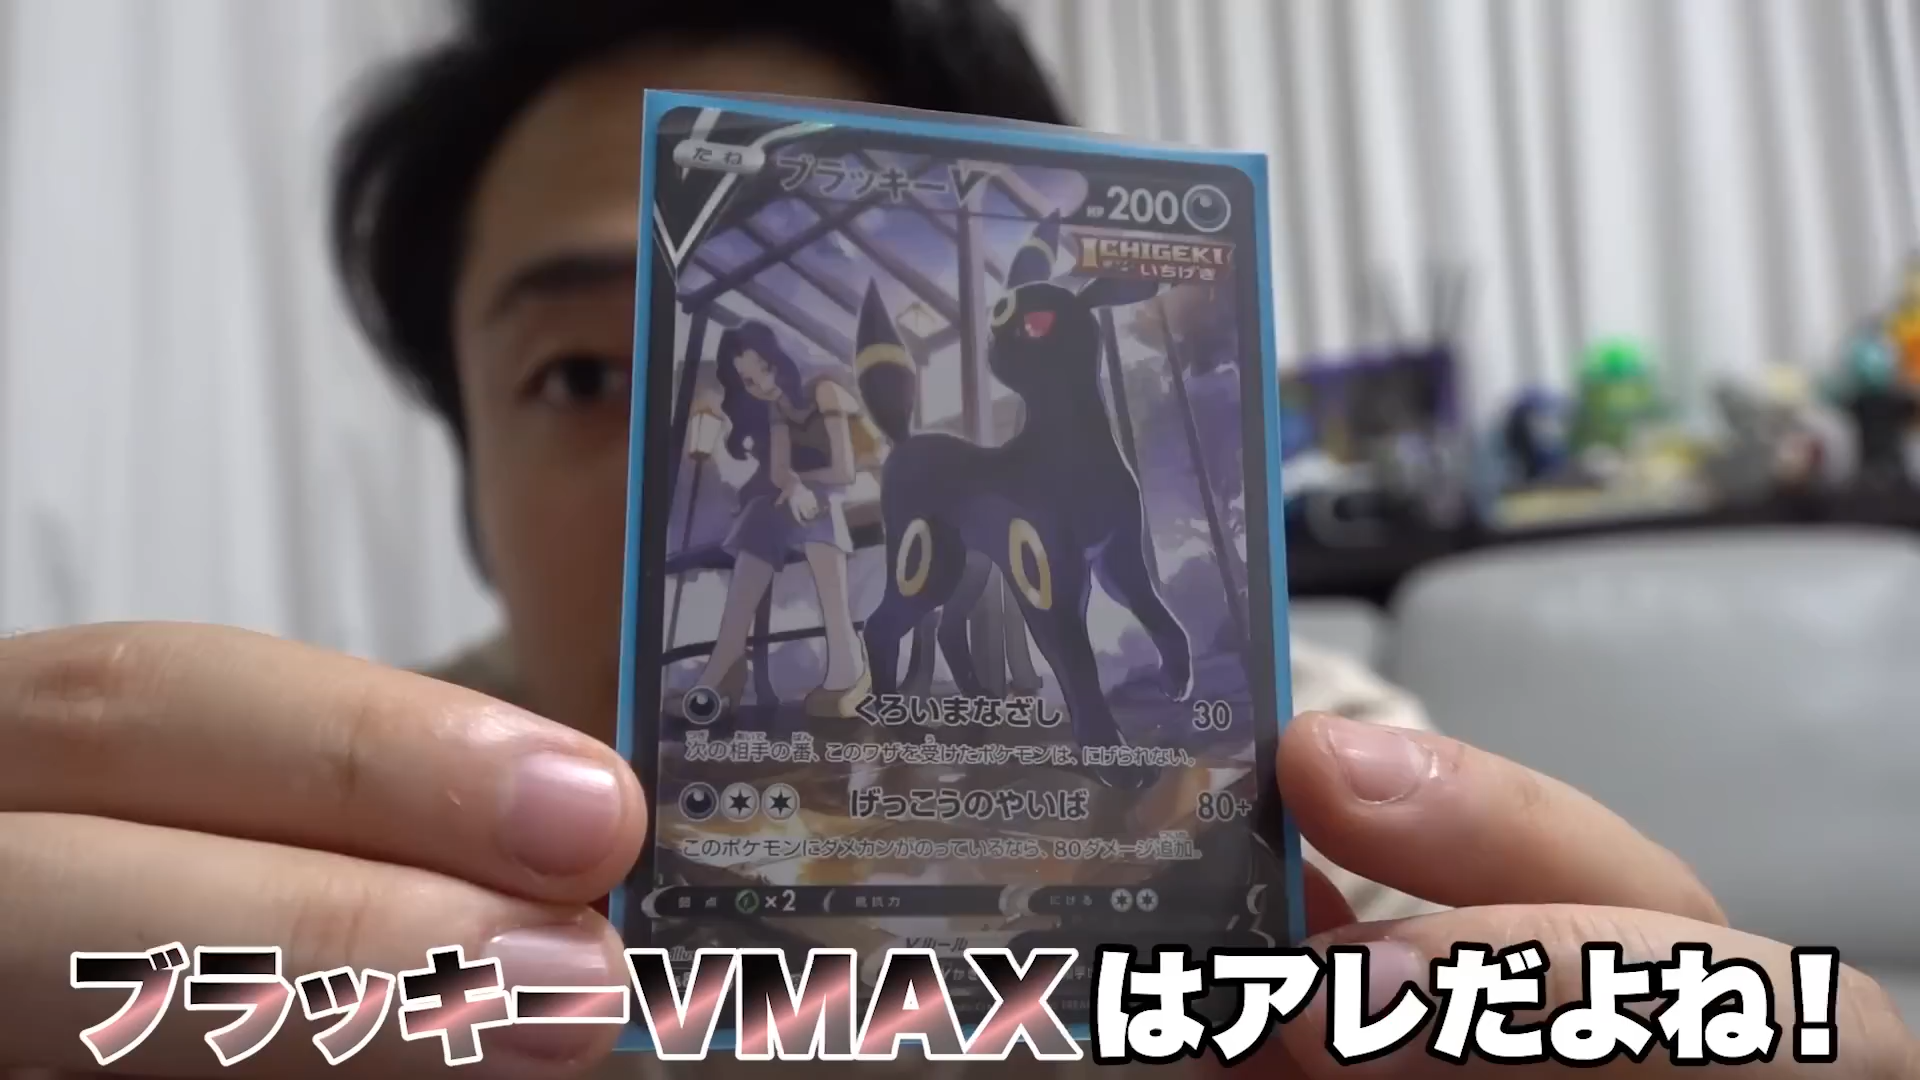 たね ブラッキーV HP200
ICHIGEKI
いちげき
くろいまなざし 30
次の相手の番、このワザを受けたポケモンは、にげられない。
げっこうのやいば 80+
このポケモンにダメカンがのっているなら、80ダメージ追加。
弱点 ×2 抵抗力 にげる
Vルール
ブラッキーVMAXはアレだよね!